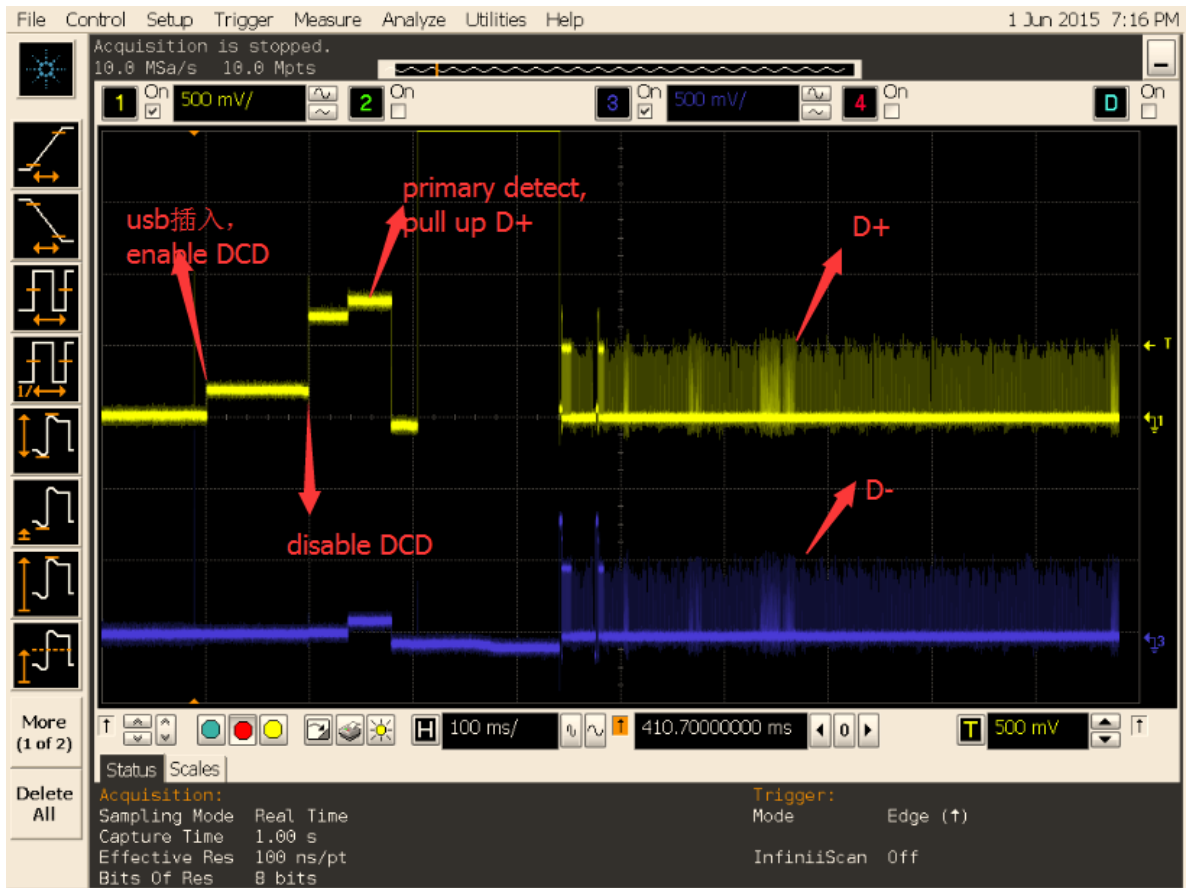 File Control Setup Trigger Measure Analyze Utilities Help 1 Jun 2015 7:16 PM
Acquisition is stopped.
10.0 MSa/s 10.0 Mpts
1 On 500 mV/ 2 On 3 On 500 mV/ 4 On D On
primary detect,
pull up D+
usb插入，
enable DCD
D+
T
1/
1
D-
disable DCD
3
More
(1 of 2)
H 100 ms/ 410.70000000 ms 0 T 500 mV
Status Scales
Delete
All
Acquisition:
Sampling Mode Real Time
Capture Time 1.00 s
Effective Res 100 ns/pt
Bits Of Res 8 bits
Trigger:
Mode Edge (↑)
InfiniiScan Off